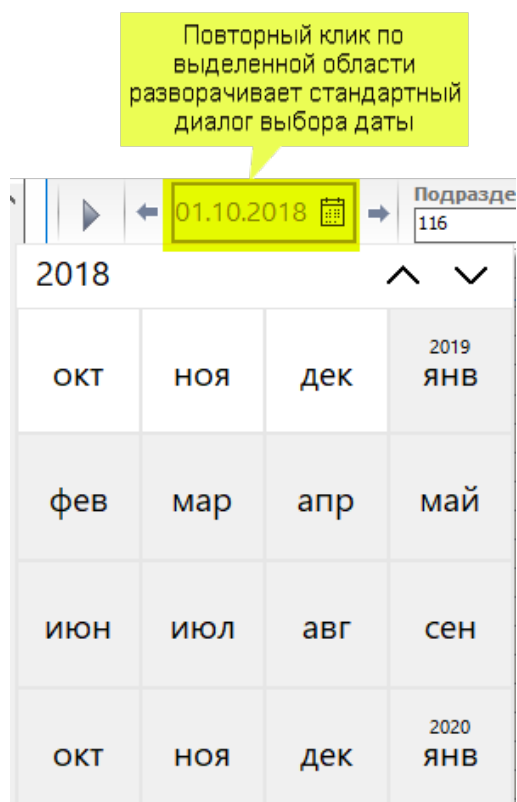 Повторный клик по
выделенной области
разворачивает стандартный
диалог выбора даты
01.10.2018
Подразде
116
2018
окт ноя дек 2019 янв
фев мар апр май
июн июл авг сен
окт ноя дек 2020 янв